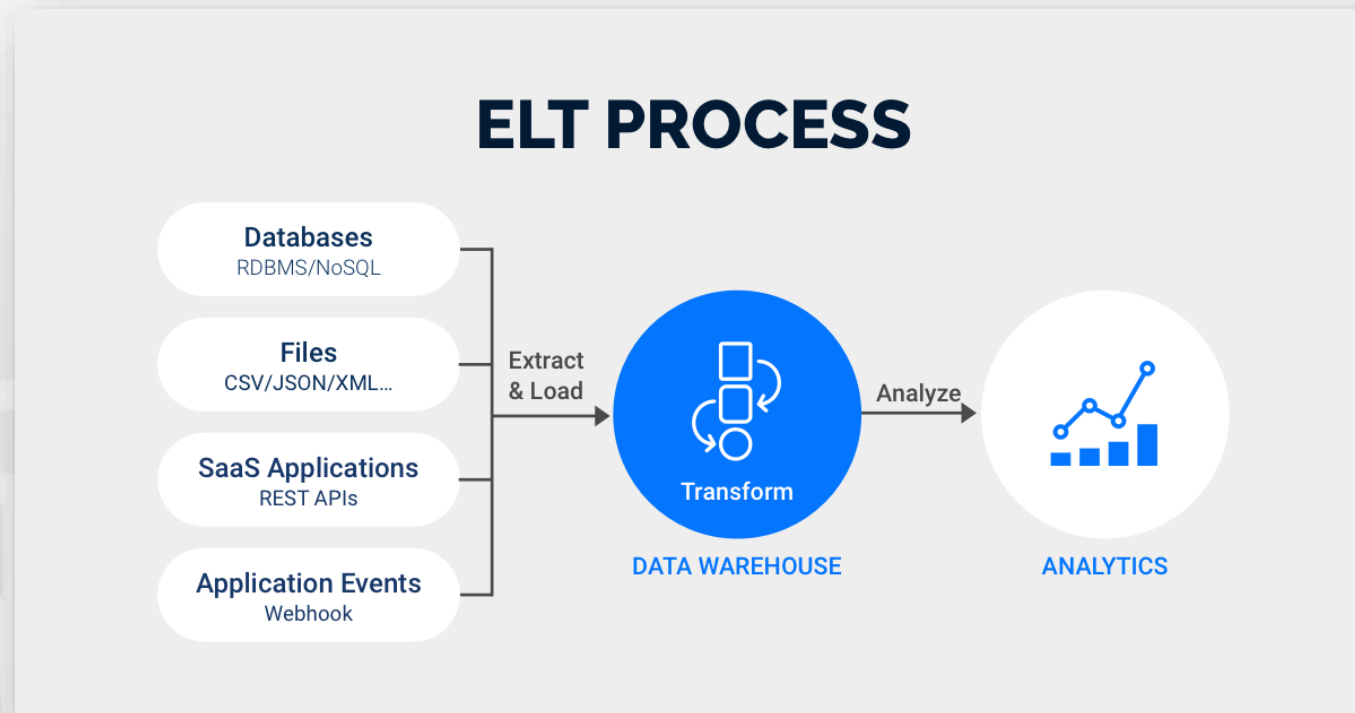 ELT PROCESS
Databases
RDBMS/NoSQL
Files
CSV/JSON/XML...
SaaS Applications
REST APIs
Application Events
Webhook
Extract
& Load
Transform
DATA WAREHOUSE
Analyze
ANALYTICS